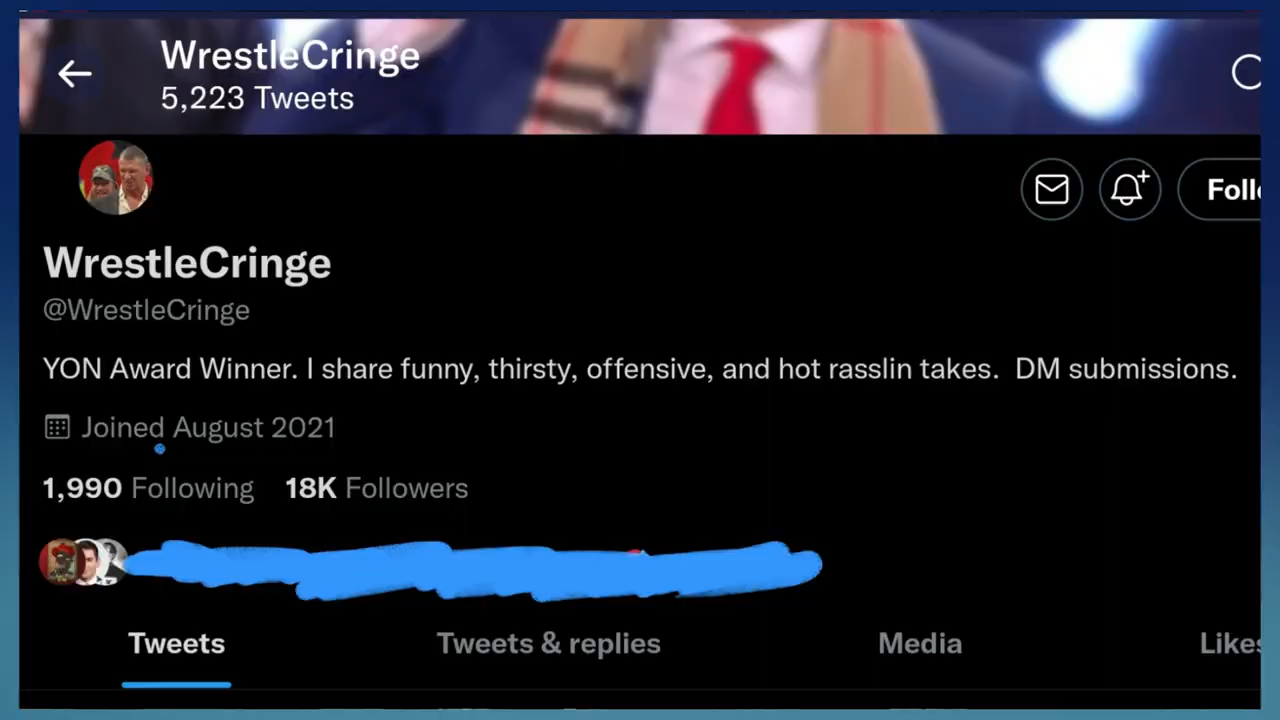 WrestleCringe
5,223 Tweets
WrestleCringe
@WrestleCringe
YON Award Winner. I share funny, thirsty, offensive, and hot rasslin takes. DM submissions.
Joined August 2021
1,990 Following 18K Followers
Tweets Tweets & replies Media Likes